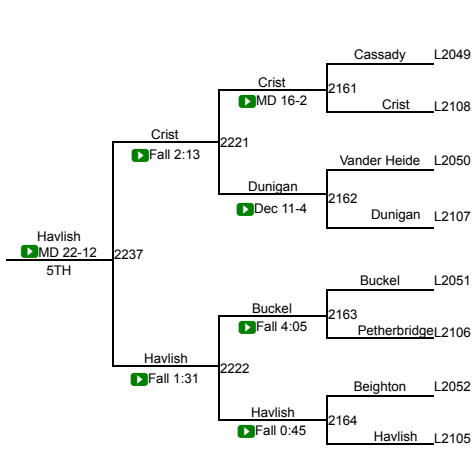 Cassady L2049
Crist 2161
MD 16-2
Crist L2108
Crist 2221
Fall 2:13
Vander Heide L2050
Dunigan 2162
Dec 11-4
Dunigan L2107
Havlish
MD 22-12 2237
5TH
Buckel L2051
Buckel 2163
Fall 4:05
Petherbridge L2106
Havlish 2222
Fall 1:31
Beighton L2052
Havlish 2164
Fall 0:45
Havlish L2105